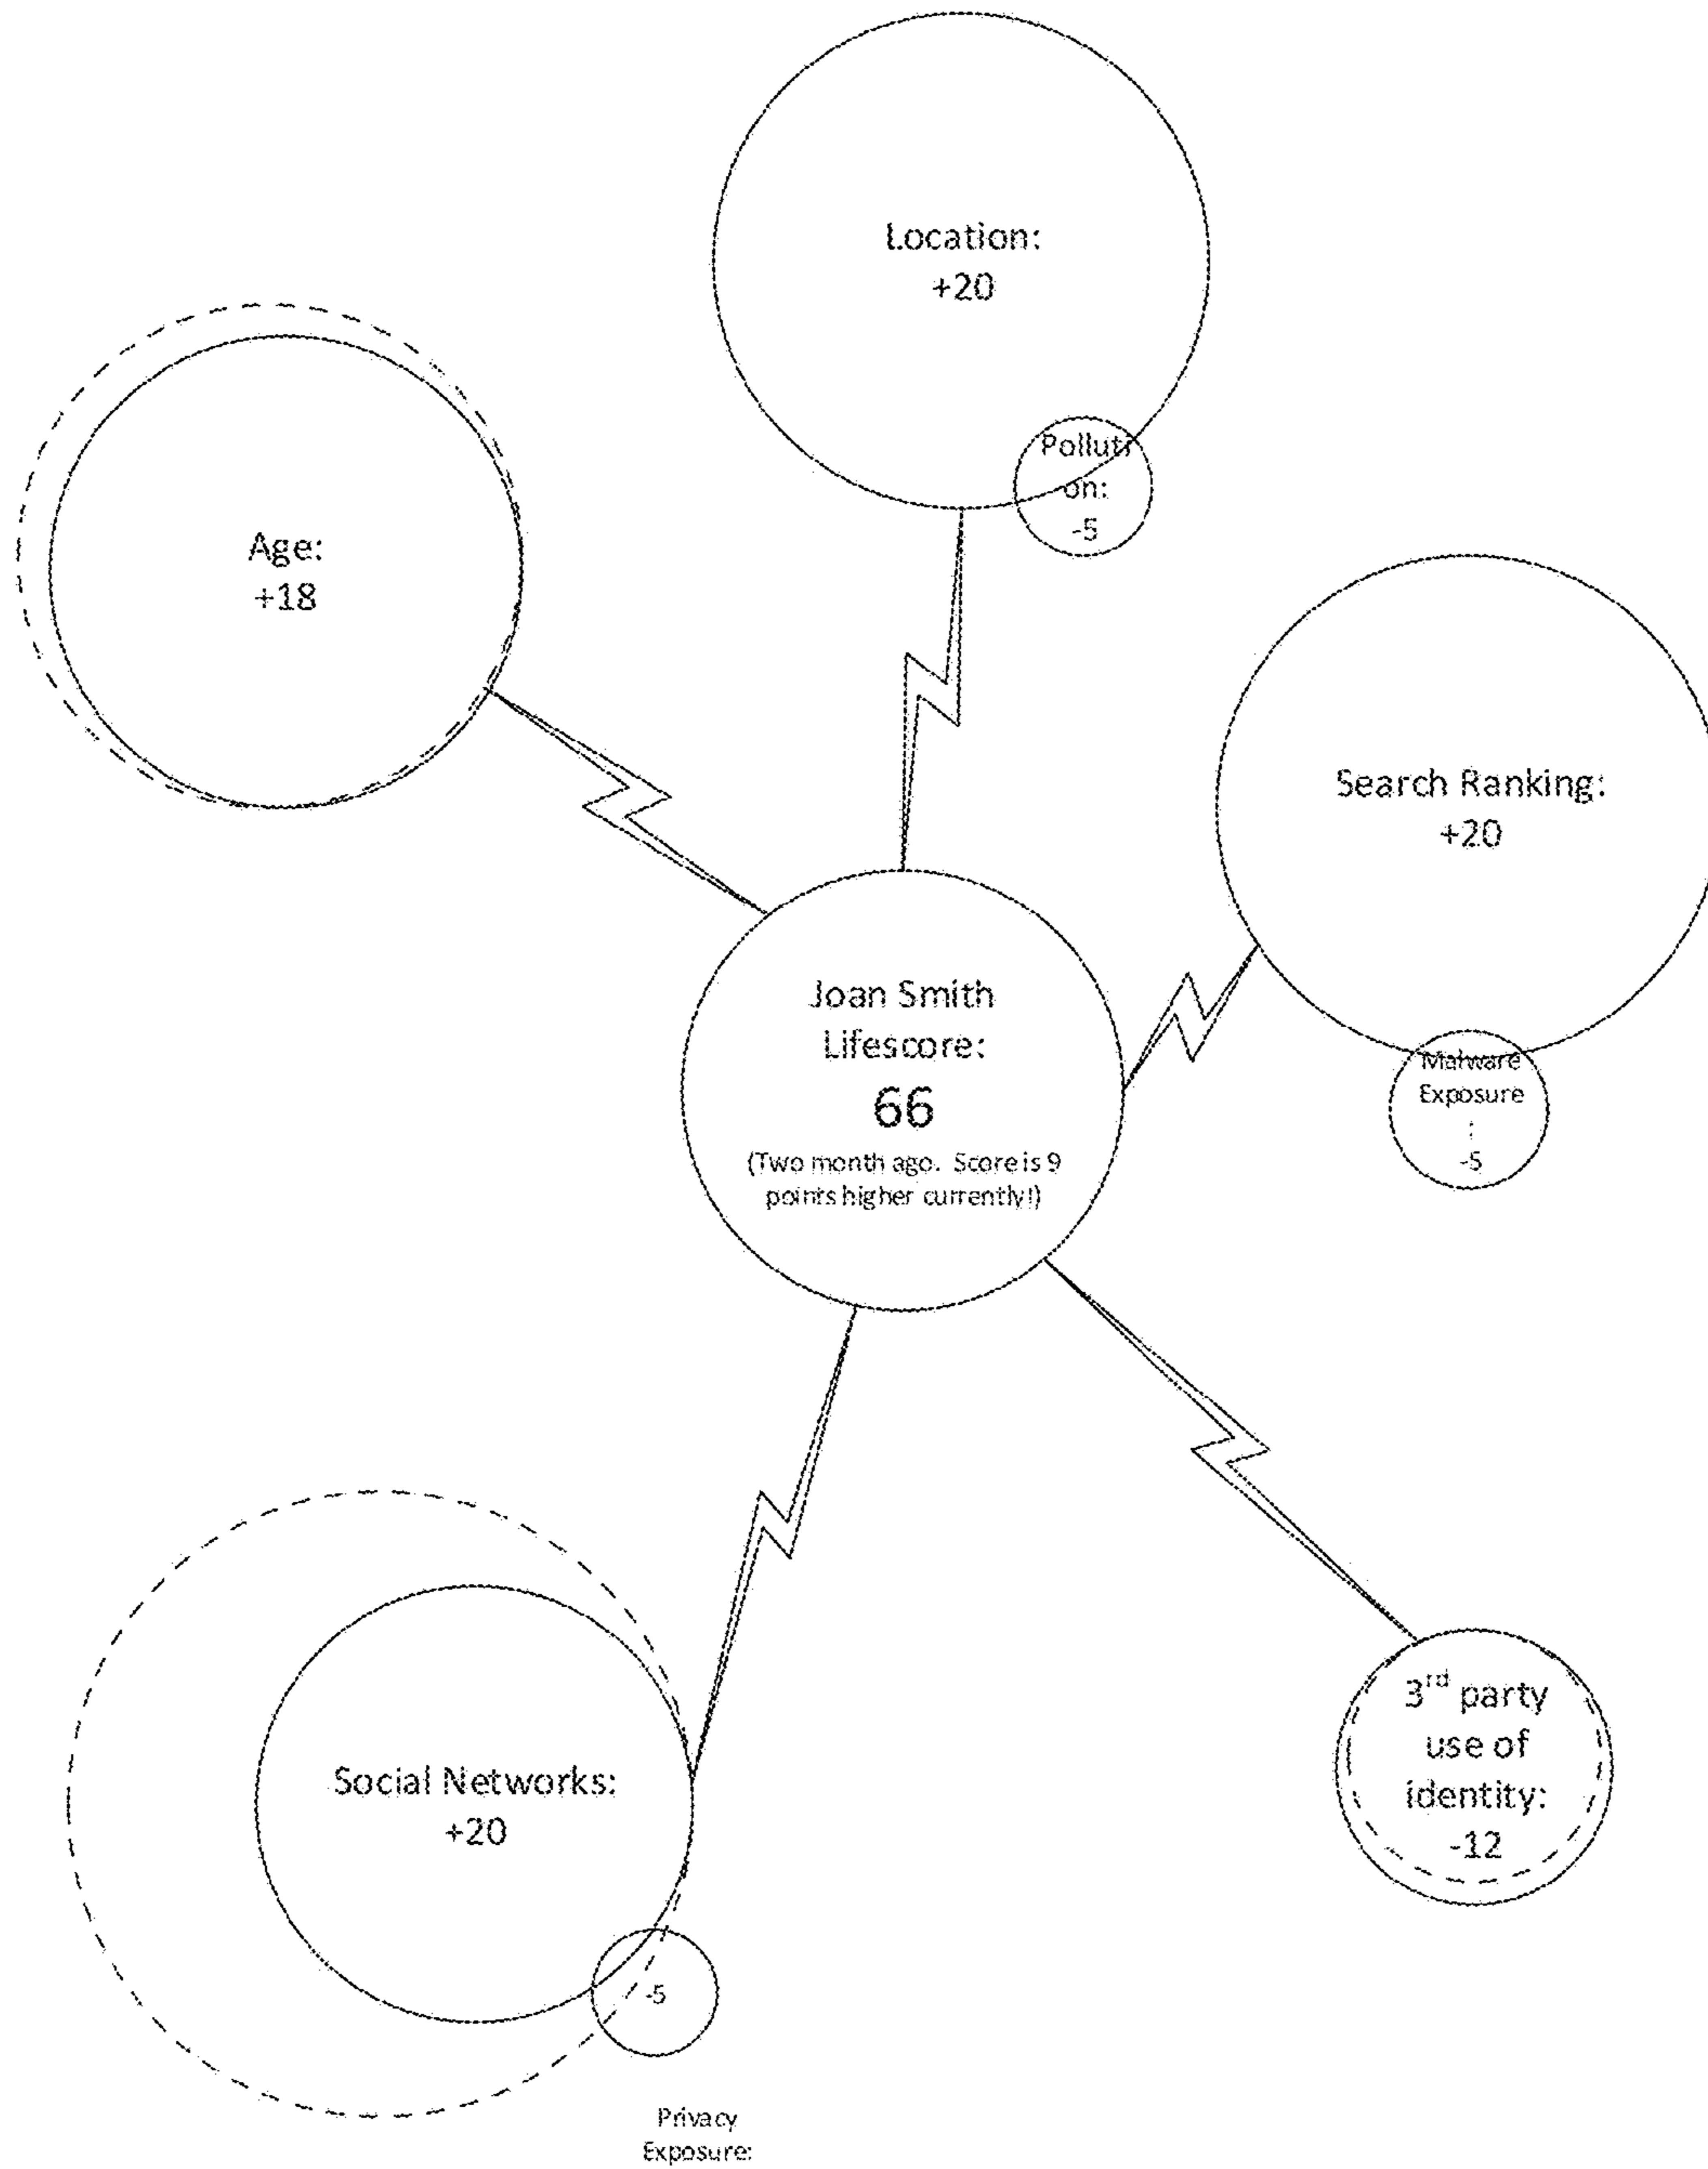 Location:
+20
Polluti
on:
-5
Age:
+18
Search Ranking:
+20
Malware
Exposure
:
-5
Joan Smith
Lifescore:
66
(Two month ago. Score is 9
points higher currently!)
Social Networks:
+20
-5
Privacy
Exposure:
3rd party
use of
identity:
-12